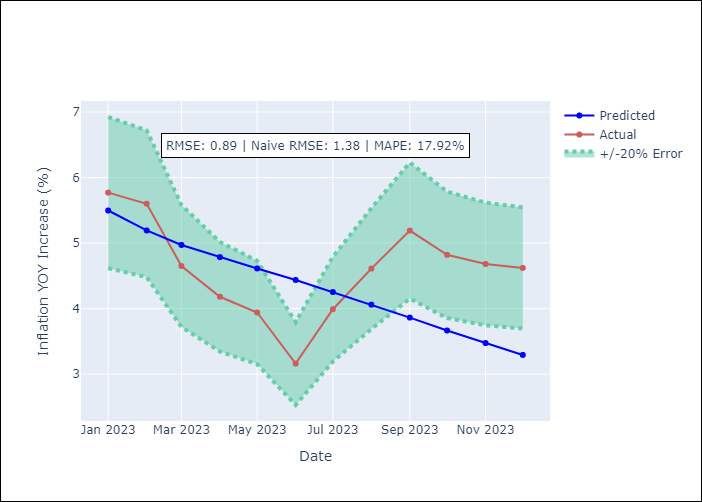 RMSE: 0.89 | Naive RMSE: 1.38 | MAPE: 17.92%
Predicted
Actual
+/-20% Error
Inflation YOY Increase (%)
7
6
5
4
3
Jan 2023
Mar 2023
May 2023
Jul 2023
Sep 2023
Nov 2023
Date